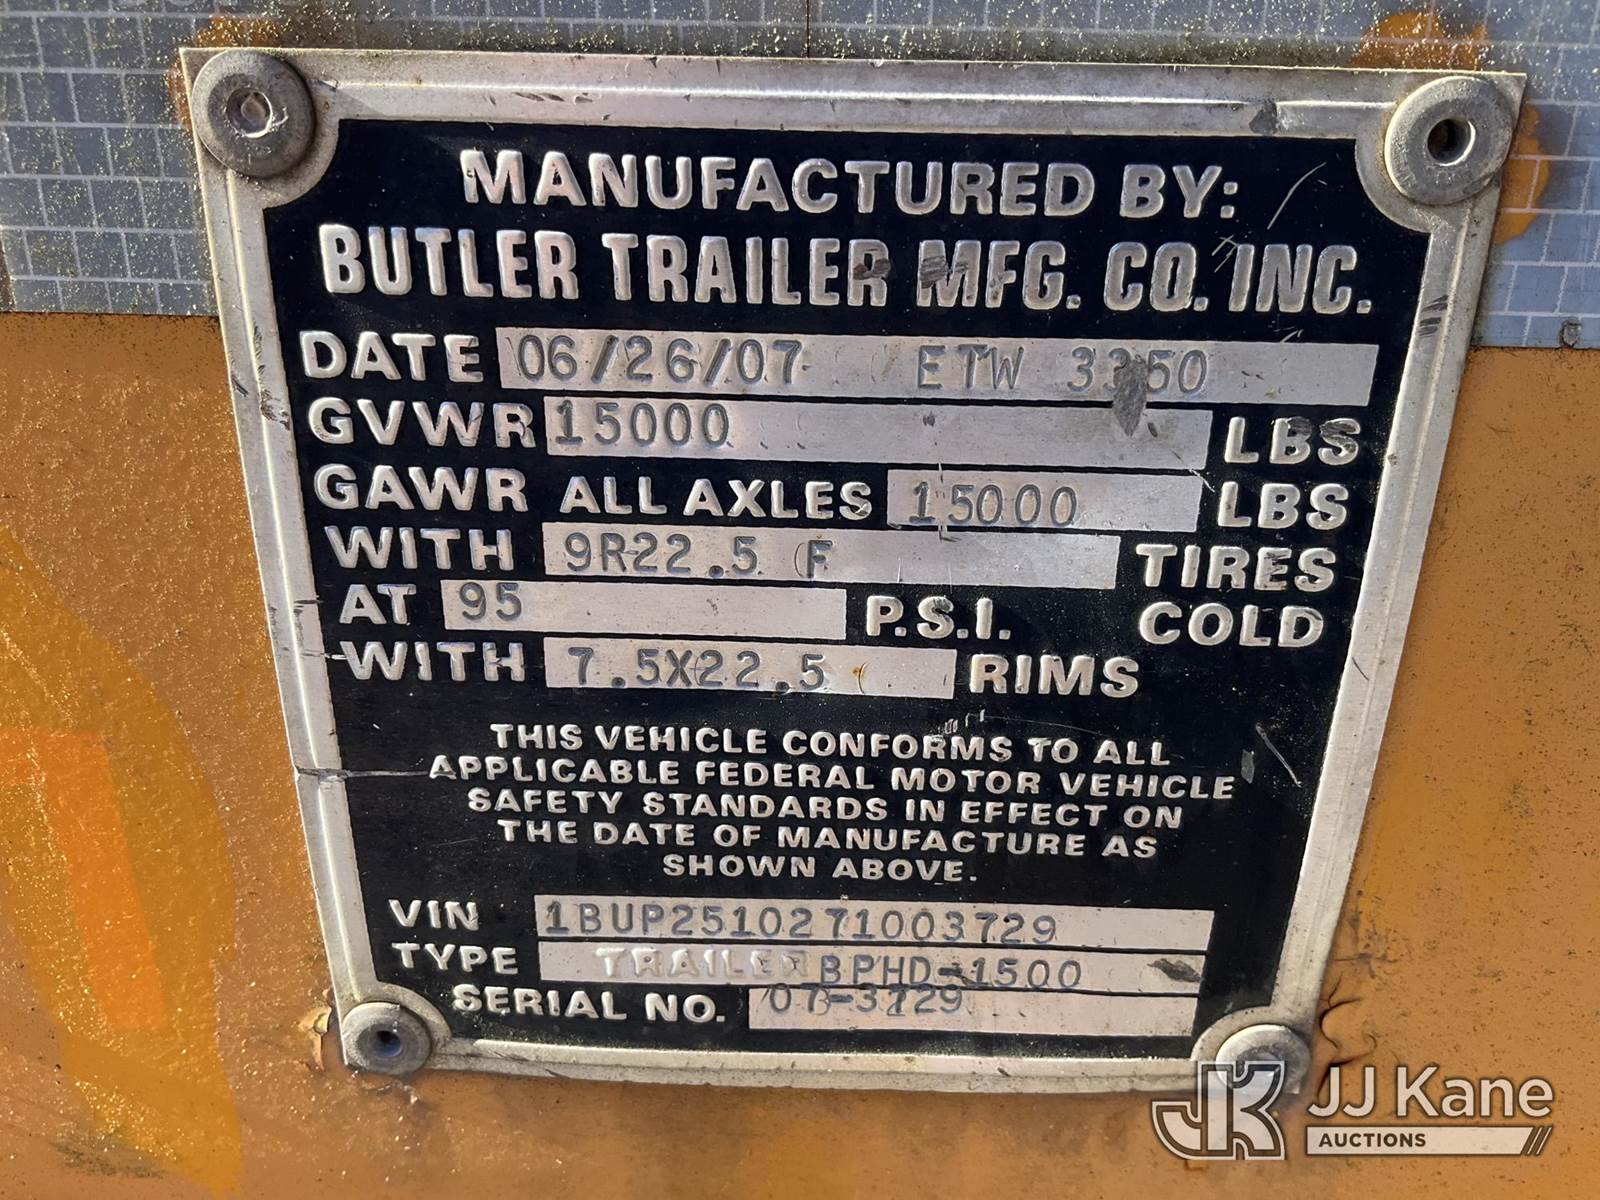 MANUFACTURED BY:
BUTLER TRAILER MFG. CO. INC.
DATE 06/26/07 ETW
GVWR 15000 LBS
GAWR ALL AXLES 15000 LBS
WITH 9R22.5 F TIRES
AT 95 P.S.I. COLD
WITH 7.5X22.5 RIMS
THIS VEHICLE CONFORMS TO ALL
APPLICABLE FEDERAL MOTOR VEHICLE
SAFETY STANDARDS IN EFFECT ON
THE DATE OF MANUFACTURE AS
SHOWN ABOVE.
VIN 1BUP2510271003729
TYPE TRAILER BPHD-1500
SERIAL NO. 07-3729
JK JJ Kane
AUCTIONS